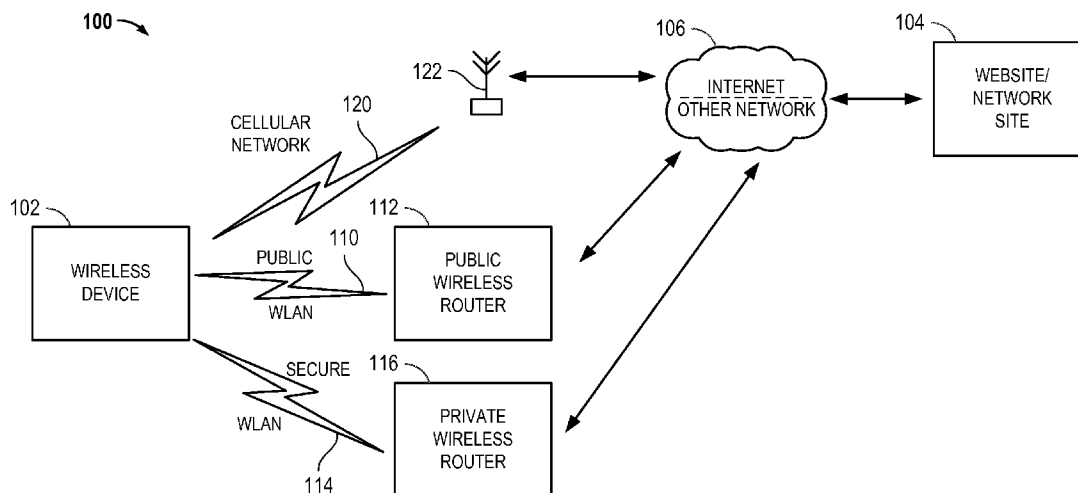 100
106
104
122
INTERNET
OTHER NETWORK
WEBSITE/
NETWORK
SITE
CELLULAR
NETWORK
120
102
112
110
WIRELESS
DEVICE
PUBLIC
WLAN
PUBLIC
WIRELESS
ROUTER
SECURE
WLAN
116
114
PRIVATE
WIRELESS
ROUTER